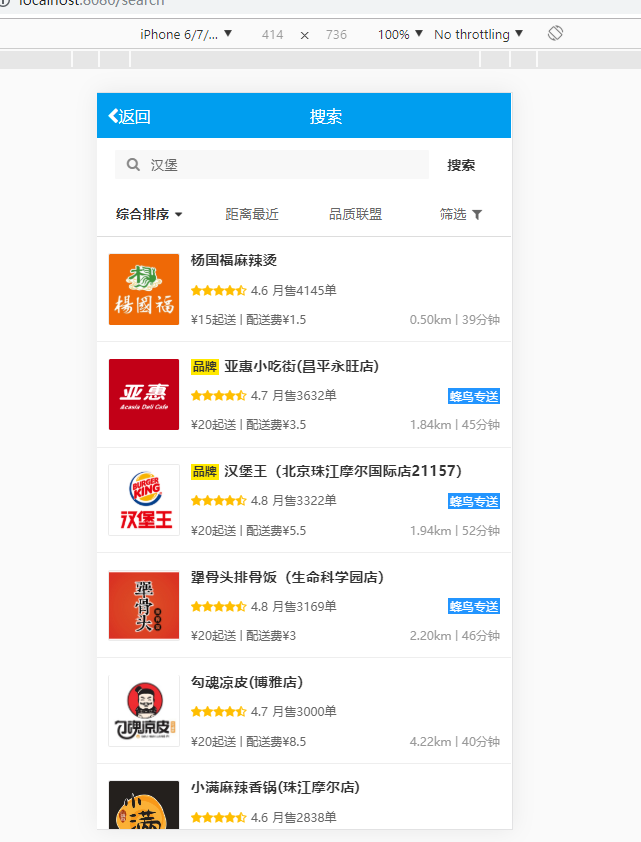 localhost:8080/search
iPhone 6/7/... ▼ 414 × 736 100% ▼ No throttling ▼
返回 搜索
汉堡 搜索
综合排序 距离最近 品质联盟 筛选
楊國福
杨国福麻辣烫
4.6 月售4145单
¥15起送 | 配送费¥1.5 0.50km | 39分钟
亚惠
Acasia Deli Cafe
品牌 亚惠小吃街(昌平永旺店)
4.7 月售3632单 蜂鸟专送
¥20起送 | 配送费¥3.5 1.84km | 45分钟
BURGER KING
汉堡王
品牌 汉堡王（北京珠江摩尔国际店21157）
4.8 月售3322单 蜂鸟专送
¥20起送 | 配送费¥5.5 1.94km | 52分钟
犟骨头
犟骨头排骨饭（生命科学园店）
4.8 月售3169单 蜂鸟专送
¥20起送 | 配送费¥3 2.20km | 46分钟
勾魂凉皮
勾魂凉皮(博雅店)
4.7 月售3000单
¥20起送 | 配送费¥8.5 4.22km | 40分钟
小满
小满麻辣香锅(珠江摩尔店)
4.6 月售2838单